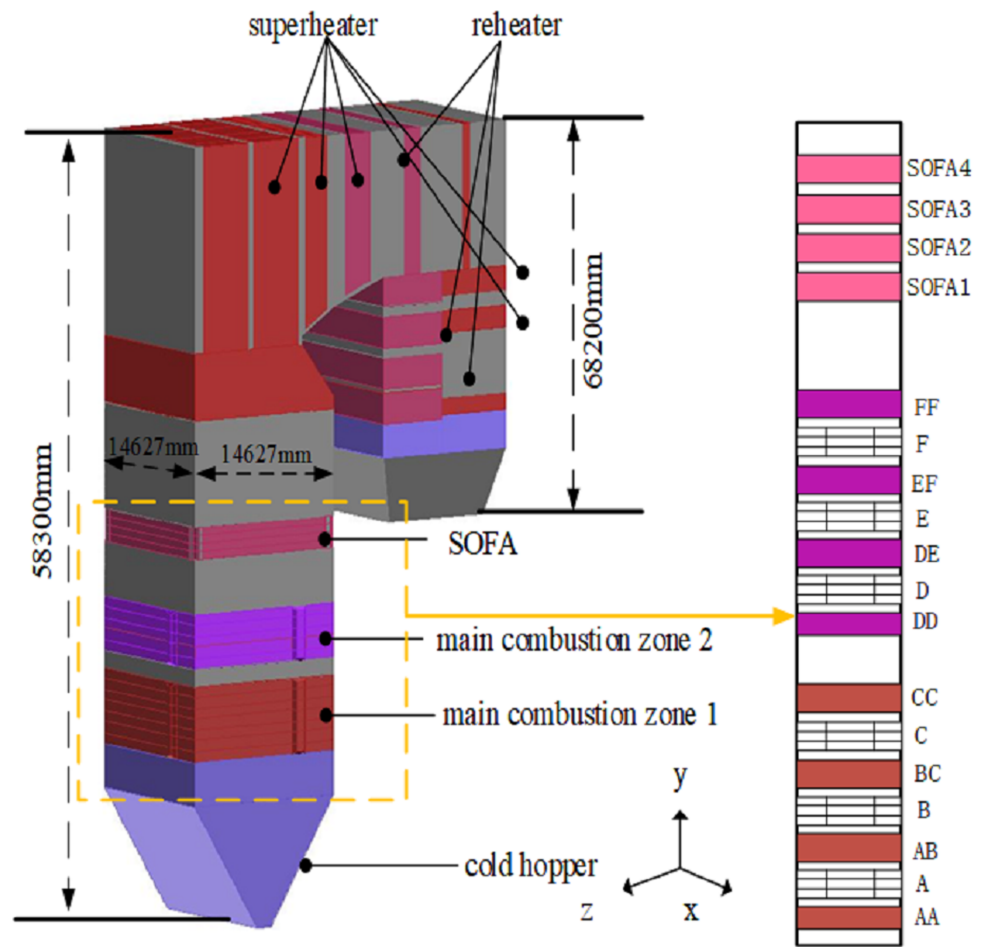 superheater
reheater
58300mm
68200mm
14627mm
14627mm
SOFA
main combustion zone 2
main combustion zone 1
cold hopper
y
z
x
SOFA4
SOFA3
SOFA2
SOFA1
FF
F
EF
E
DE
D
DD
CC
C
BC
B
AB
A
AA